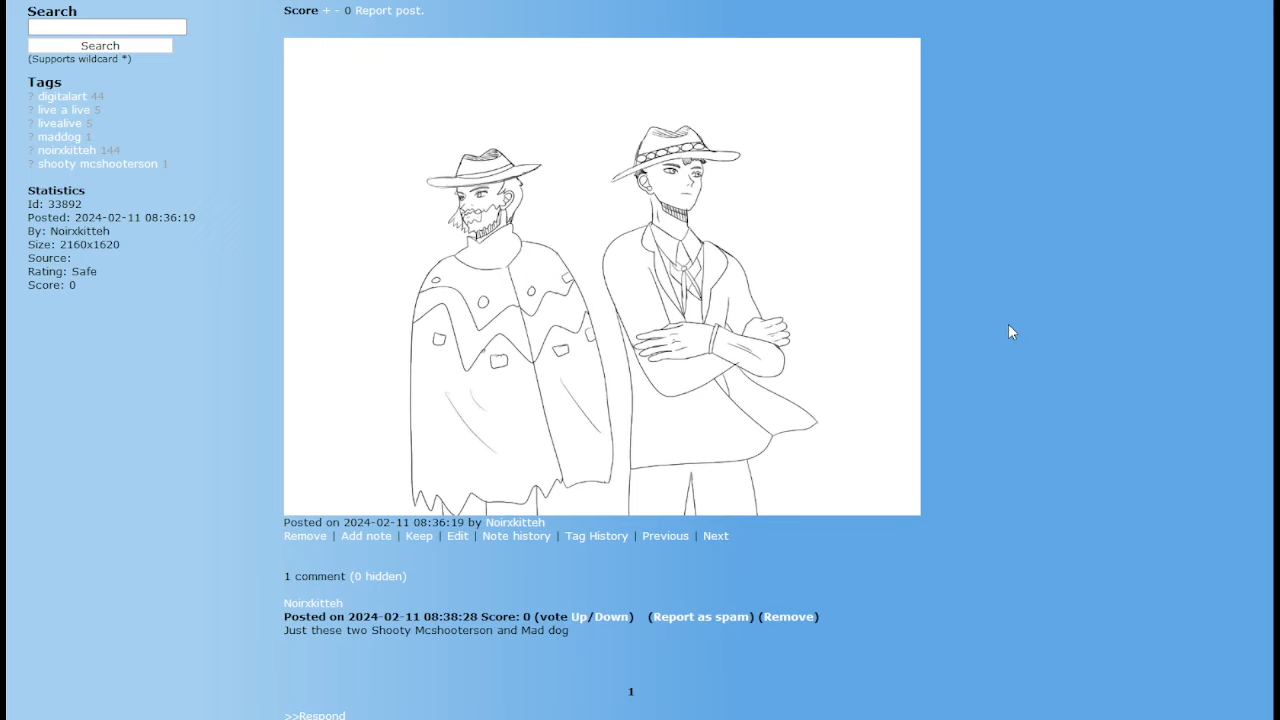 Search
Search
(Supports wildcard *)
Tags
? digitalart 44
? live a live 5
? livealive 5
? maddog 1
? noirxkitteh 144
? shooty mcshooterson 1
Statistics
Id: 33892
Posted: 2024-02-11 08:36:19
By: Noirxkitteh
Size: 2160x1620
Source:
Rating: Safe
Score: 0
Score + - 0 Report post.
Posted on 2024-02-11 08:36:19 by Noirxkitteh
Remove | Add note | Keep | Edit | Note history | Tag History | Previous | Next
1 comment (0 hidden)
Noirxkitteh
Posted on 2024-02-11 08:38:28 Score: 0 (vote Up/Down) (Report as spam) (Remove)
Just these two Shooty Mcshooterson and Mad dog
1
>>Respond